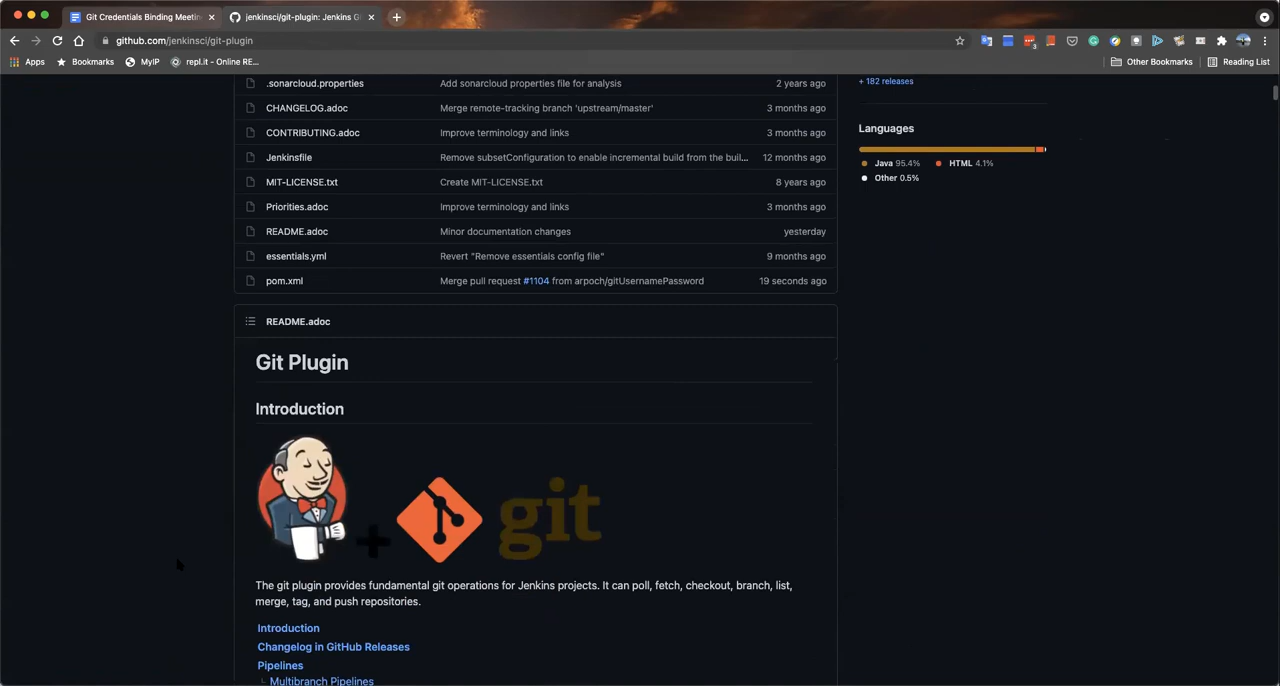 Git Credentials Binding Meetin
jenkinsci/git-plugin: Jenkins G
github.com/jenkinsci/git-plugin
3
Apps
Bookmarks
MyIP
repl.it - Online RE...
Other Bookmarks
Reading List
.sonarcloud.properties Add sonarcloud properties file for analysis 2 years ago
CHANGELOG.adoc Merge remote-tracking branch 'upstream/master' 3 months ago
CONTRIBUTING.adoc Improve terminology and links 3 months ago
Jenkinsfile Remove subsetConfiguration to enable incremental build from the buil... 12 months ago
MIT-LICENSE.txt Create MIT-LICENSE.txt 8 years ago
Priorities.adoc Improve terminology and links 3 months ago
README.adoc Minor documentation changes yesterday
essentials.yml Revert "Remove essentials config file" 9 months ago
pom.xml Merge pull request #1104 from arpoch/gitUsernamePassword 19 seconds ago
+ 182 releases
Languages
Java 95.4% HTML 4.1%
Other 0.5%
README.adoc
Git Plugin
Introduction
+ git
The git plugin provides fundamental git operations for Jenkins projects. It can poll, fetch, checkout, branch, list,
merge, tag, and push repositories.
Introduction
Changelog in GitHub Releases
Pipelines
Multibranch Pipelines